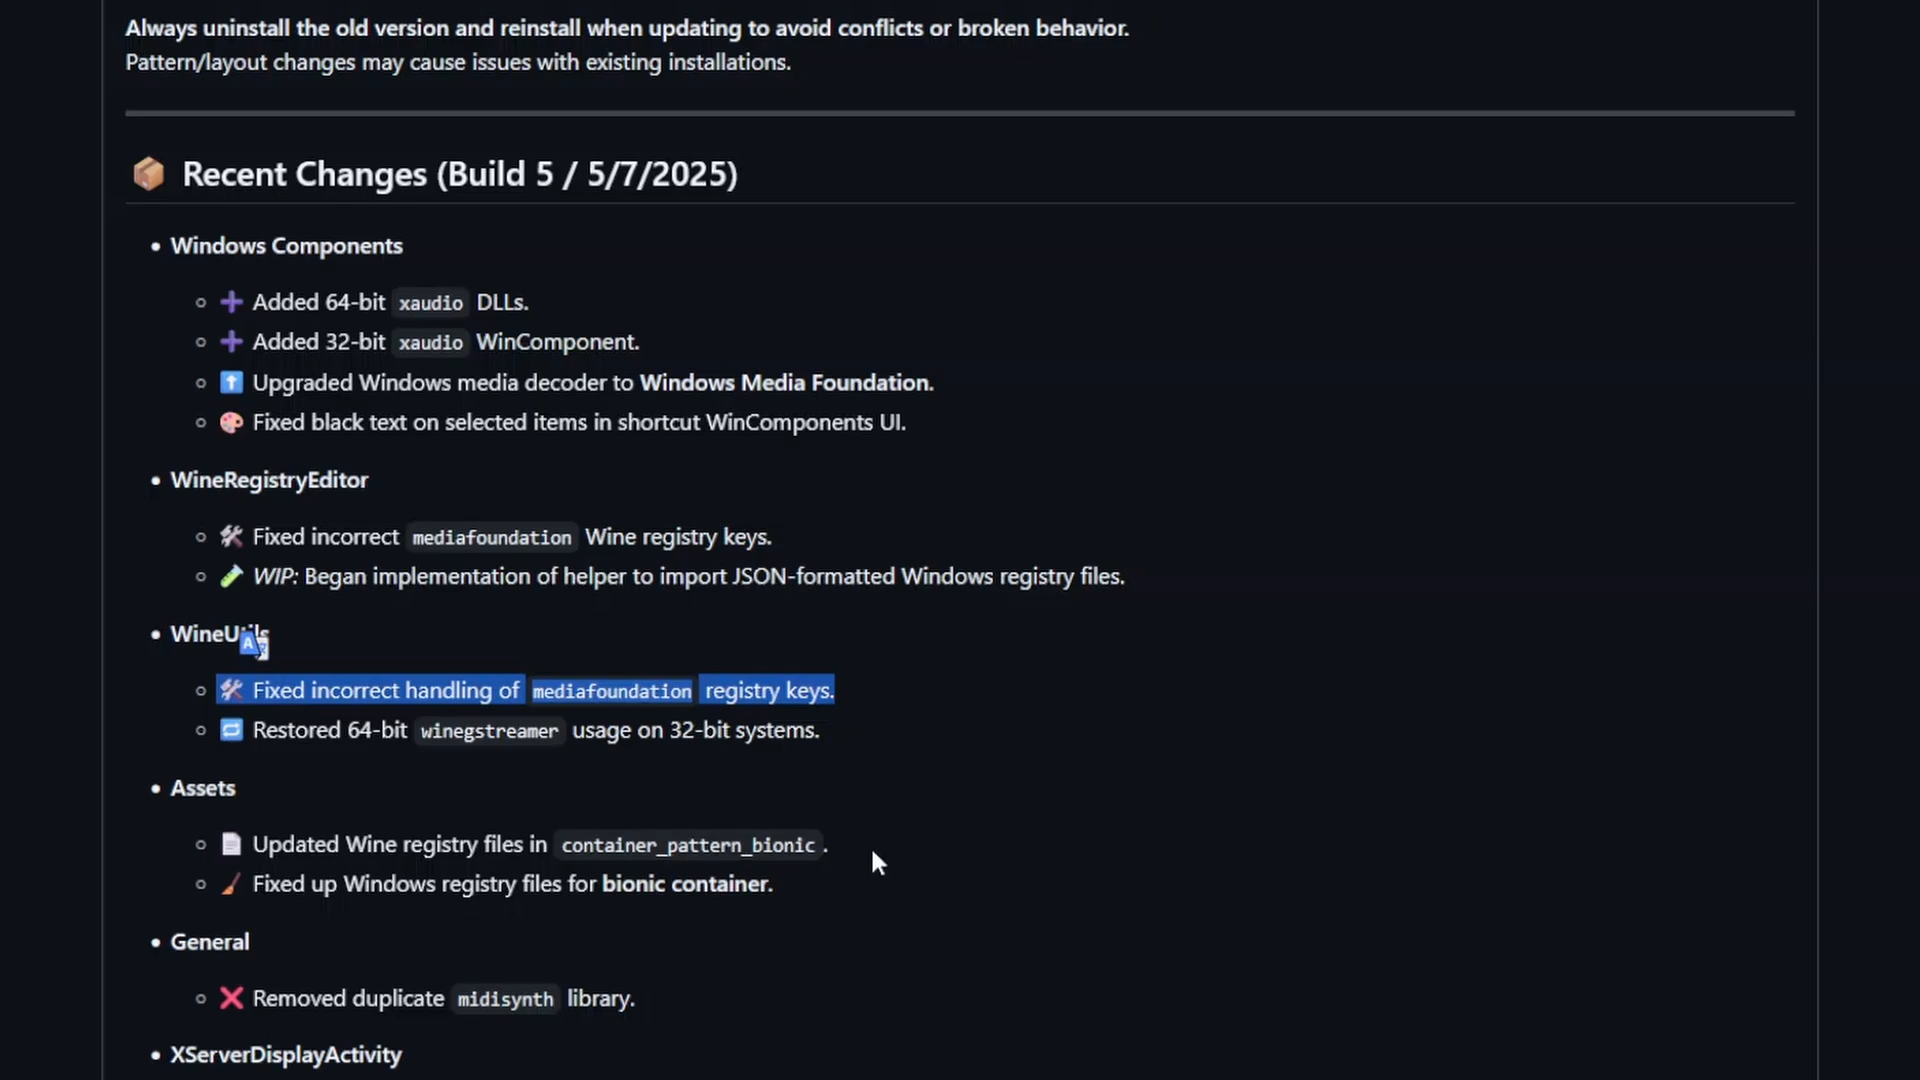 Always uninstall the old version and reinstall when updating to avoid conflicts or broken behavior.
Pattern/layout changes may cause issues with existing installations.
Recent Changes (Build 5 / 5/7/2025)
Windows Components
Added 64-bit xaudio DLLs.
Added 32-bit xaudio WinComponent.
Upgraded Windows media decoder to Windows Media Foundation.
Fixed black text on selected items in shortcut WinComponents UI.
WineRegistryEditor
Fixed incorrect mediafoundation Wine registry keys.
WIP: Began implementation of helper to import JSON-formatted Windows registry files.
WineUtils
Fixed incorrect handling of mediafoundation registry keys.
Restored 64-bit winegstreamer usage on 32-bit systems.
Assets
Updated Wine registry files in container_pattern_bionic.
Fixed up Windows registry files for bionic container.
General
Removed duplicate midisynth library.
XServerDisplayActivity